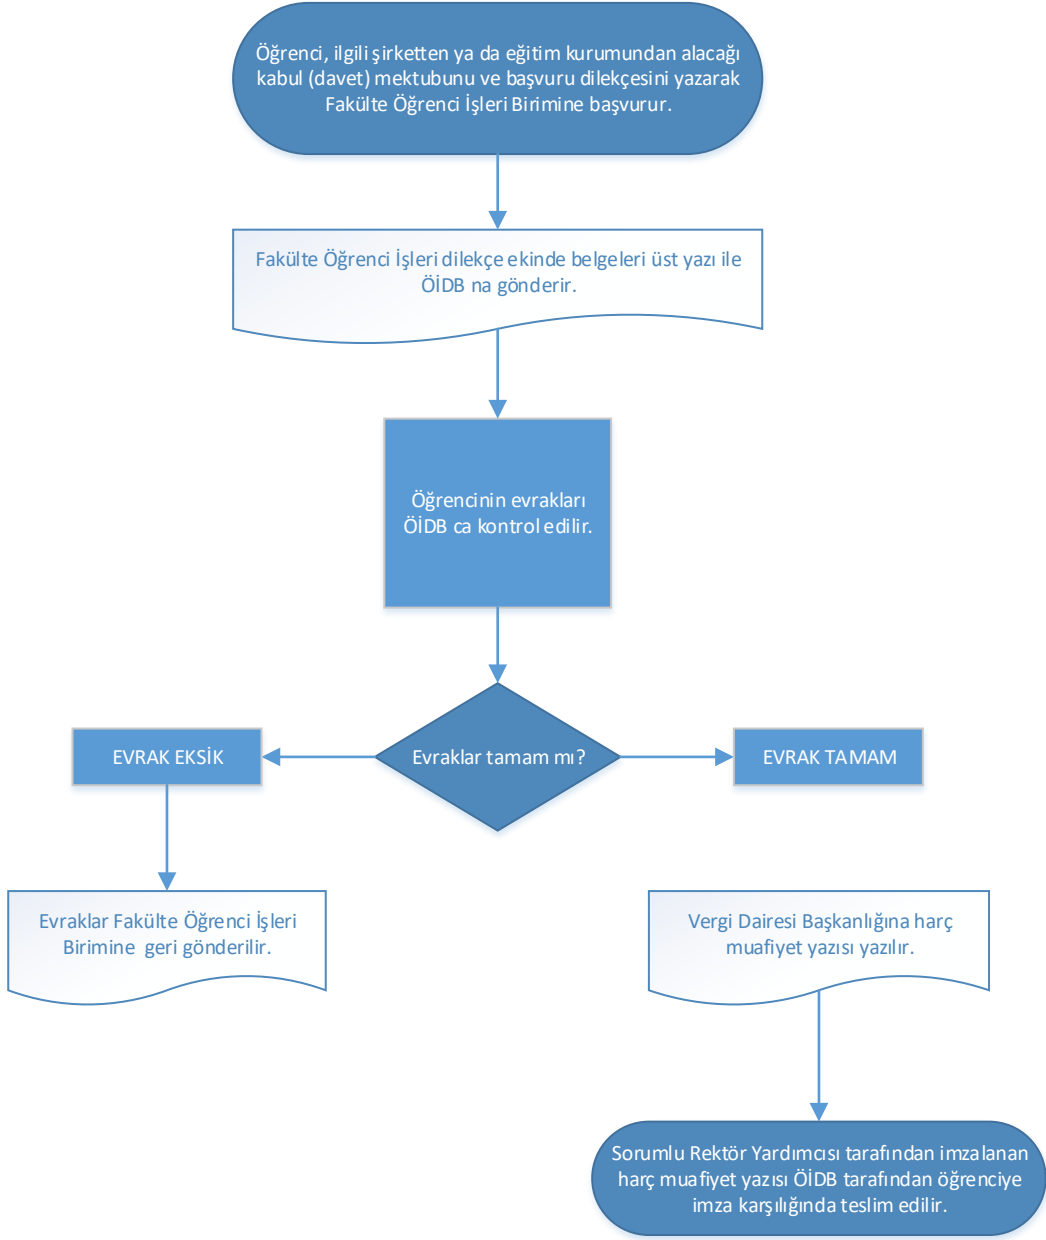 Öğrenci, ilgili şirketten ya da eğitim kurumundan alacağı
kabul (davet) mektubunu ve başvuru dilekçesini yazarak
Fakülte Öğrenci İşleri Birimine başvurur.
Fakülte Öğrenci İşleri dilekçe ekinde belgeleri üst yazı ile
ÖİDB na gönderir.
Öğrencinin evrakları
ÖİDB ca kontrol edilir.
EVRAK EKSİK
Evraklar tamam mı?
EVRAK TAMAM
Evraklar Fakülte Öğrenci İşleri
Birimine geri gönderilir.
Vergi Dairesi Başkanlığına harç
muafiyet yazısı yazılır.
Sorumlu Rektör Yardımcısı tarafından imzalanan
harç muafiyet yazısı ÖİDB tarafından öğrenciye
imza karşılığında teslim edilir.